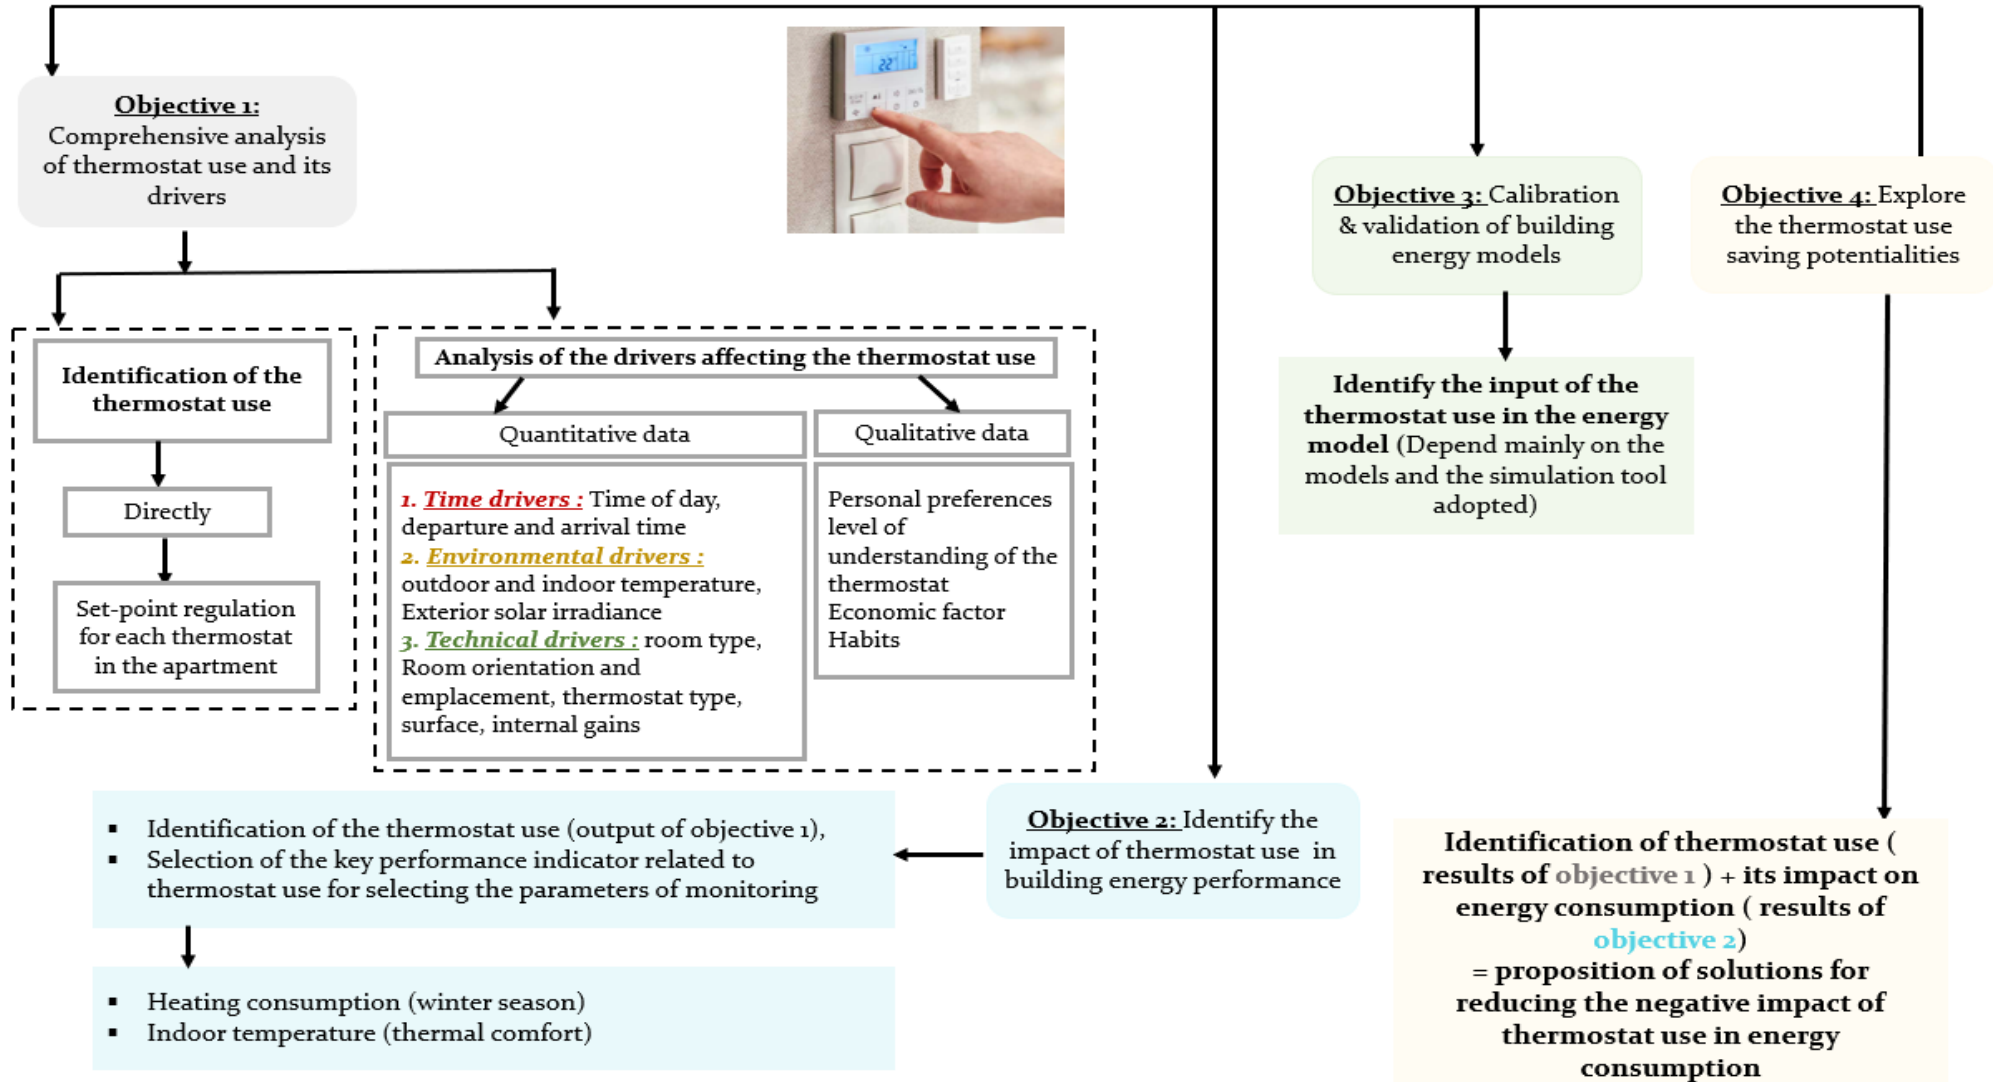 22°
Objective 1:
Comprehensive analysis
of thermostat use and its
drivers
Identification of the
thermostat use
Directly
Set-point regulation
for each thermostat
in the apartment
Analysis of the drivers affecting the thermostat use
Quantitative data
1. Time drivers : Time of day,
departure and arrival time
2. Environmental drivers :
outdoor and indoor temperature,
Exterior solar irradiance
3. Technical drivers : room type,
Room orientation and
emplacement, thermostat type,
surface, internal gains
Qualitative data
Personal preferences
level of
understanding of the
thermostat
Economic factor
Habits
Objective 2: Identify the
impact of thermostat use in
building energy performance
▪ Identification of the thermostat use (output of objective 1),
▪ Selection of the key performance indicator related to
thermostat use for selecting the parameters of monitoring
▪ Heating consumption (winter season)
▪ Indoor temperature (thermal comfort)
Objective 3: Calibration
& validation of building
energy models
Identify the input of the
thermostat use in the energy
model (Depend mainly on the
models and the simulation tool
adopted)
Objective 4: Explore
the thermostat use
saving potentialities
Identification of thermostat use (
results of objective 1 ) + its impact on
energy consumption ( results of
objective 2)
= proposition of solutions for
reducing the negative impact of
thermostat use in energy
consumption